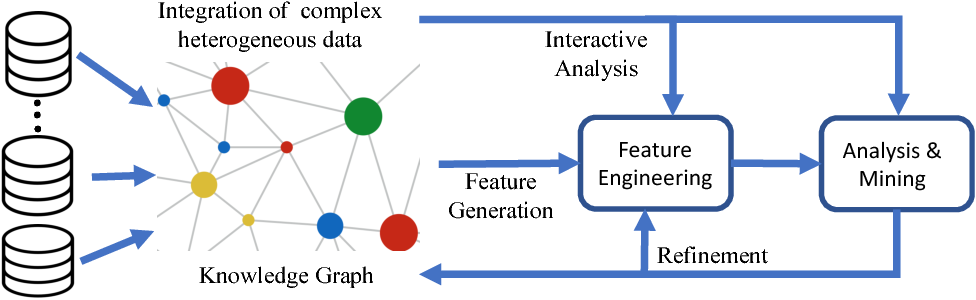 Integration of complex
heterogeneous data
Interactive
Analysis
Feature
Engineering
Analysis &
Mining
Feature
Generation
Refinement
Knowledge Graph